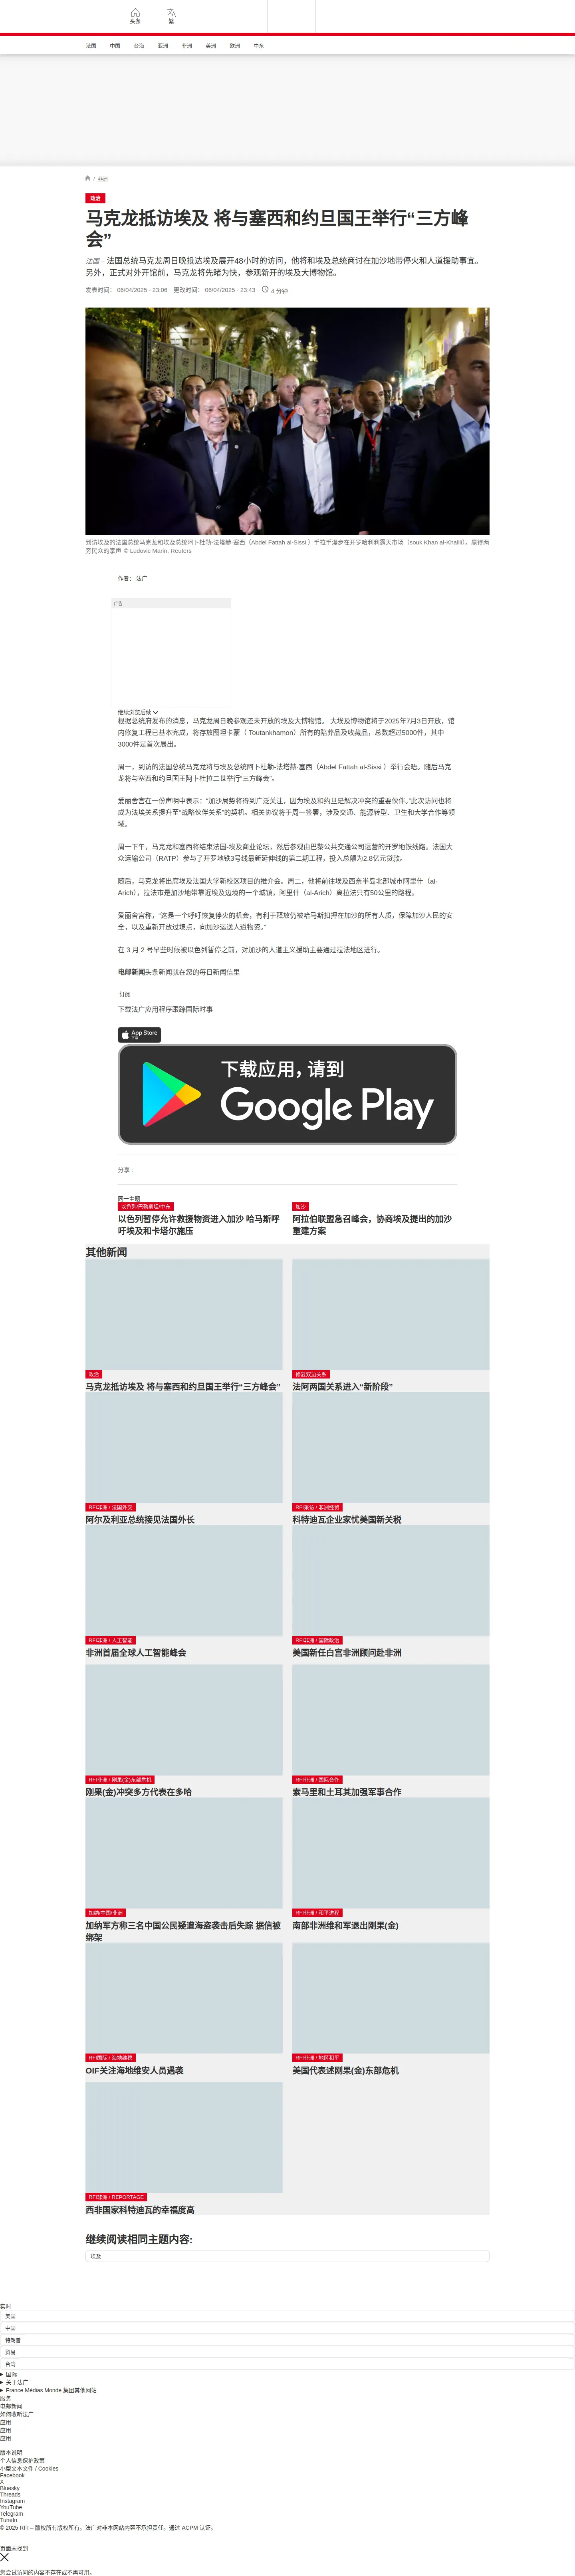 头条
繁
法国
中国
台海
亚洲
非洲
美洲
欧洲
中东
/ 非洲
政治
马克龙抵访埃及 将与塞西和约旦国王举行“三方峰
会”
法国 – 法国总统马克龙周日晚抵达埃及展开48小时的访问，他将和埃及总统商讨在加沙地带停火和人道援助事宜。
另外，正式对外开馆前，马克龙将先睹为快，参观新开的埃及大博物馆。
发表时间： 06/04/2025 - 23:06 更改时间： 06/04/2025 - 23:43 4 分钟
到访埃及的法国总统马克龙和埃及总统阿卜杜勒-法塔赫·塞西（Abdel Fattah al-Sissi ）手拉手漫步在开罗哈利利露天市场（souk Khan al-Khalili)。赢得两
旁民众的掌声 © Ludovic Marin, Reuters
作者： 法广
广告
继续浏览后续
根据总统府发布的消息，马克龙周日晚参观还未开放的埃及大博物馆。 大埃及博物馆将于2025年7月3日开放，馆
内修复工程已基本完成，将存放图坦卡蒙（ Toutankhamon）所有的陪葬品及收藏品，总数超过5000件，其中
3000件是首次展出。
周一，到访的法国总统马克龙将与埃及总统阿卜杜勒-法塔赫·塞西（Abdel Fattah al-Sissi ）举行会晤。随后马克
龙将与塞西和约旦国王阿卜杜拉二世举行“三方峰会”。
爱丽舍宫在一份声明中表示：“加沙局势将得到广泛关注，因为埃及和约旦是解决冲突的重要伙伴。”此次访问也将
成为法埃关系提升至“战略伙伴关系”的契机。相关协议将于周一签署，涉及交通、能源转型、卫生和大学合作等领
域。
周一下午，马克龙和塞西将结束法国-埃及商业论坛，然后参观由巴黎公共交通公司运营的开罗地铁线路。法国大
众运输公司（RATP）参与了开罗地铁3号线最新延伸线的第二期工程，投入总额为2.8亿元贷款。
随后，马克龙将出席埃及法国大学新校区项目的推介会。周二，他将前往埃及西奈半岛北部城市阿里什（al-
Arich），拉法市是加沙地带靠近埃及边境的一个城镇，阿里什（al-Arich）离拉法只有50公里的路程。
爱丽舍宫称，“这是一个呼吁恢复停火的机会，有利于释放仍被哈马斯扣押在加沙的所有人质，保障加沙人民的安
全，以及重新开放过境点，向加沙运送人道物资。”
在 3 月 2 号早些时候被以色列暂停之前，对加沙的人道主义援助主要通过拉法地区进行。
电邮新闻头条新闻就在您的每日新闻信里
订阅
下载法广应用程序跟踪国际时事
App Store
下载
下载应用，请到
Google Play
分享 :
同一主题
以色列/巴勒斯坦/中东
以色列暂停允许救援物资进入加沙 哈马斯呼
吁埃及和卡塔尔施压
加沙
阿拉伯联盟急召峰会，协商埃及提出的加沙
重建方案
其他新闻
政治
马克龙抵访埃及 将与塞西和约旦国王举行“三方峰会”
修复双边关系
法阿两国关系进入“新阶段”
RFI非洲 / 法国外交
阿尔及利亚总统接见法国外长
RFI采访 / 非洲经贸
科特迪瓦企业家忧美国新关税
RFI非洲 / 人工智能
非洲首届全球人工智能峰会
RFI非洲 / 国际政治
美国新任白宫非洲顾问赴非洲
RFI非洲 / 刚果(金)东部危机
刚果(金)冲突多方代表在多哈
RFI非洲 / 国际合作
索马里和土耳其加强军事合作
加纳/中国/非洲
加纳军方称三名中国公民疑遭海盗袭击后失踪 据信被
绑架
RFI非洲 / 和平进程
南部非洲维和军退出刚果(金)
RFI国际 / 海地维稳
OIF关注海地维安人员遇袭
RFI非洲 / 地区和平
美国代表述刚果(金)东部危机
RFI非洲 / REPORTAGE
西非国家科特迪瓦的幸福度高
继续阅读相同主题内容:
埃及
实时
美国
中国
特朗普
贸易
台湾
国际
关于法广
France Médias Monde 集团其他网站
服务
电邮新闻
如何收听法广
应用
应用
应用
版本说明
个人信息保护政策
小型文本文件 / Cookies
Facebook
X
Bluesky
Threads
Instagram
YouTube
Telegram
TuneIn
© 2025 RFI – 版权所有版权所有。法广对非本网站内容不承担责任。通过 ACPM 认证。
页面未找到
您尝试访问的内容不存在或不再可用。